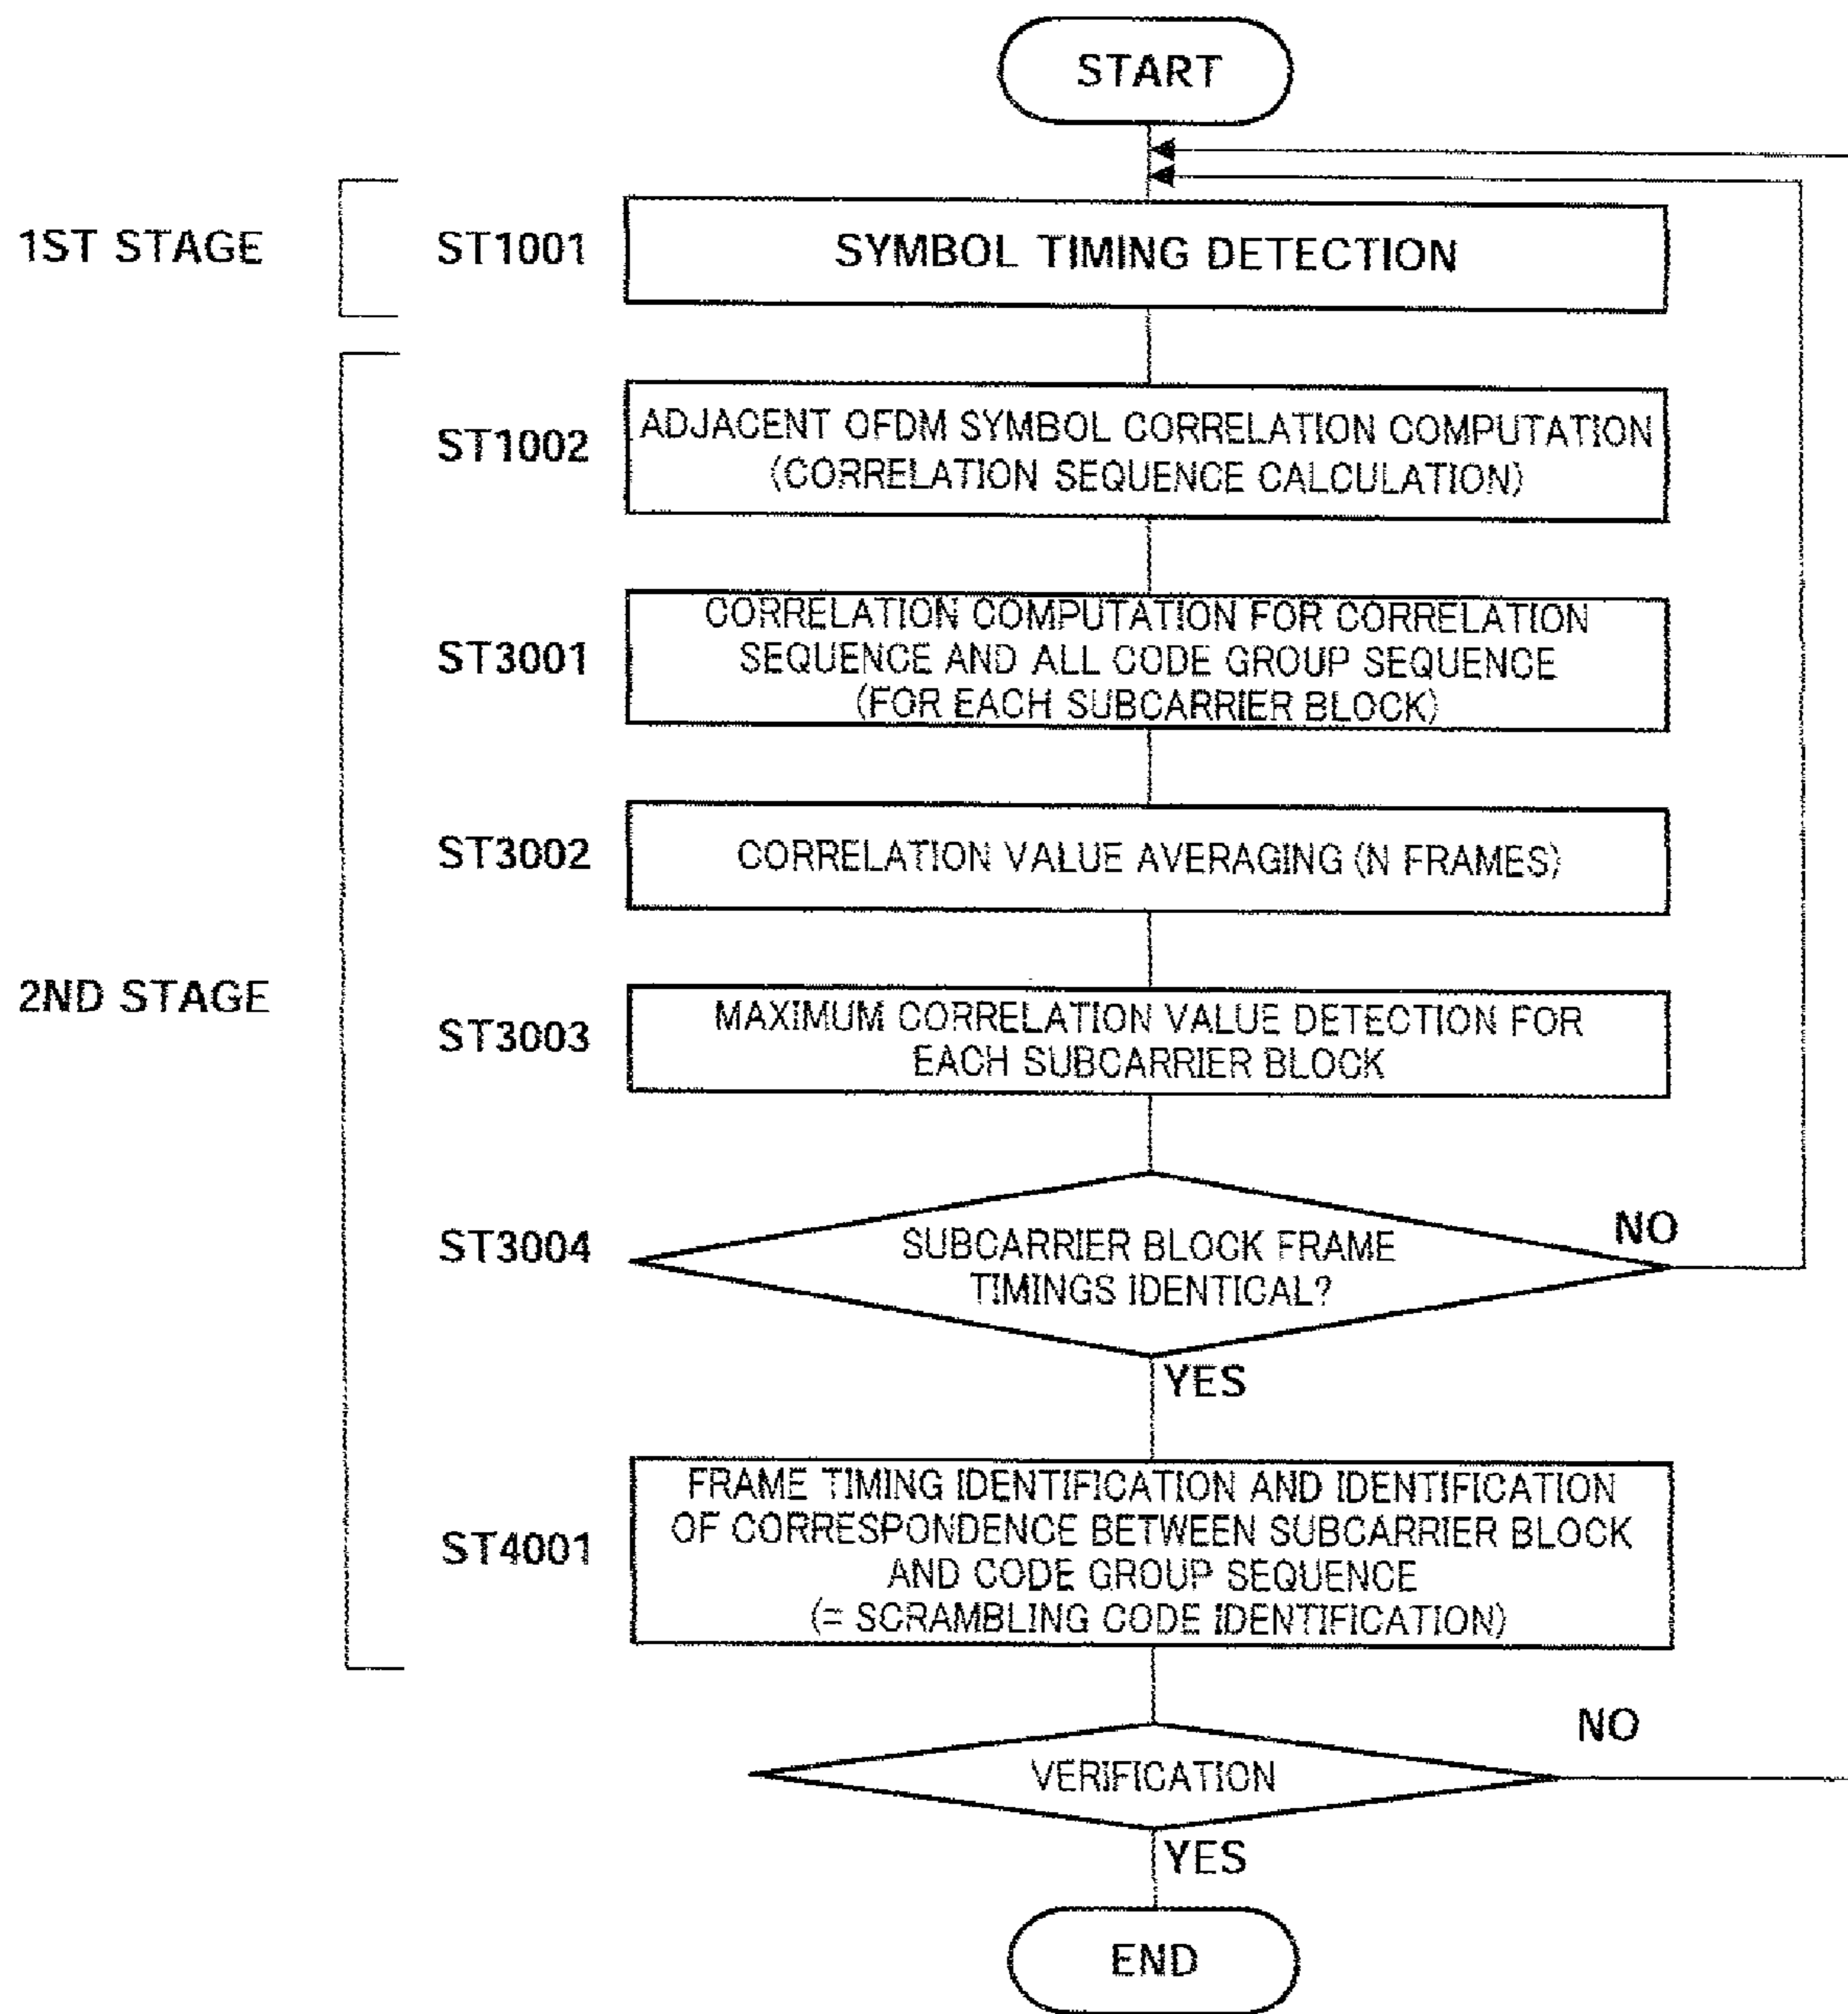 START
1ST STAGE
ST1001
SYMBOL TIMING DETECTION
ST1002
ADJACENT OFDM SYMBOL CORRELATION COMPUTATION
(CORRELATION SEQUENCE CALCULATION)
ST3001
CORRELATION COMPUTATION FOR CORRELATION
SEQUENCE AND ALL CODE GROUP SEQUENCE
(FOR EACH SUBCARRIER BLOCK)
ST3002
CORRELATION VALUE AVERAGING (N FRAMES)
2ND STAGE
ST3003
MAXIMUM CORRELATION VALUE DETECTION FOR
EACH SUBCARRIER BLOCK
ST3004
SUBCARRIER BLOCK FRAME
TIMINGS IDENTICAL?
NO
YES
ST4001
FRAME TIMING IDENTIFICATION AND IDENTIFICATION
OF CORRESPONDENCE BETWEEN SUBCARRIER BLOCK
AND CODE GROUP SEQUENCE
(= SCRAMBLING CODE IDENTIFICATION)
VERIFICATION
NO
YES
END